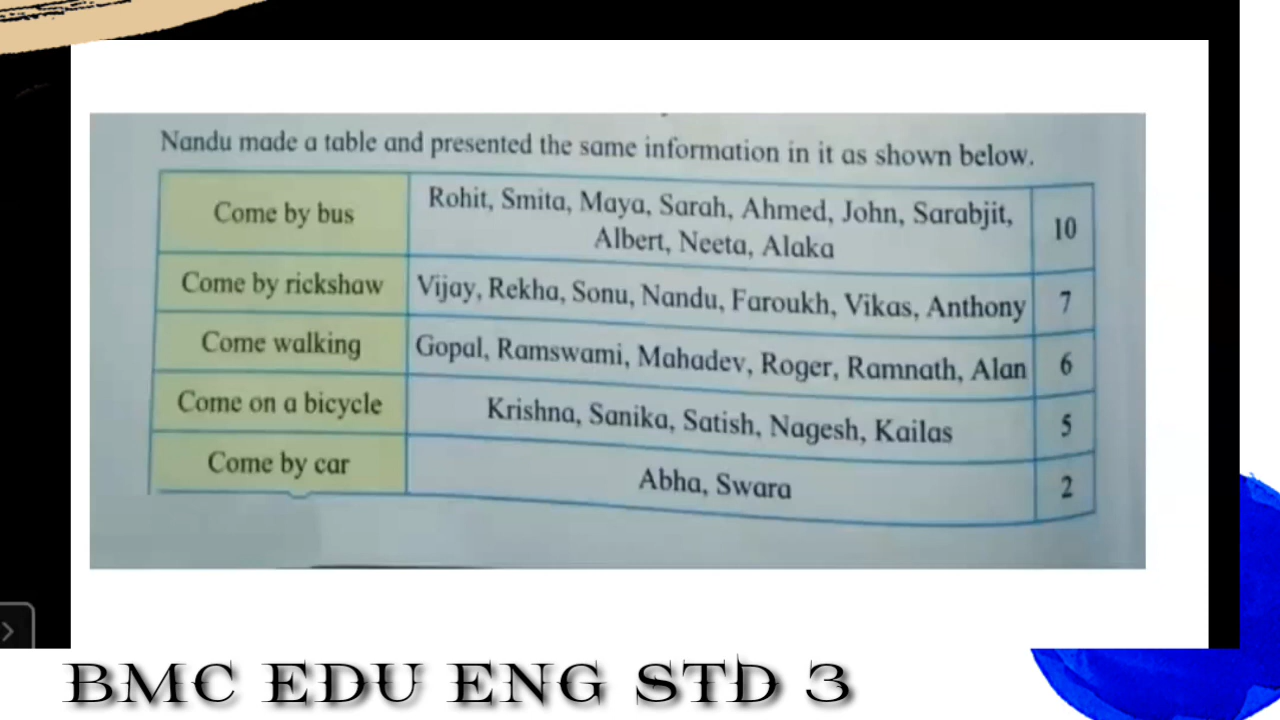 Nandu made a table and presented the same information in it as shown below.
Come by bus
Rohit, Smita, Maya, Sarah, Ahmed, John, Sarabjit,
Albert, Neeta, Alaka
10
Come by rickshaw
Vijay, Rekha, Sonu, Nandu, Faroukh, Vikas, Anthony
7
Come walking
Gopal, Ramswami, Mahadev, Roger, Ramnath, Alan
6
Come on a bicycle
Krishna, Sanika, Satish, Nagesh, Kailas
5
Come by car
Abha, Swara
2
BMC EDU ENG STD 3